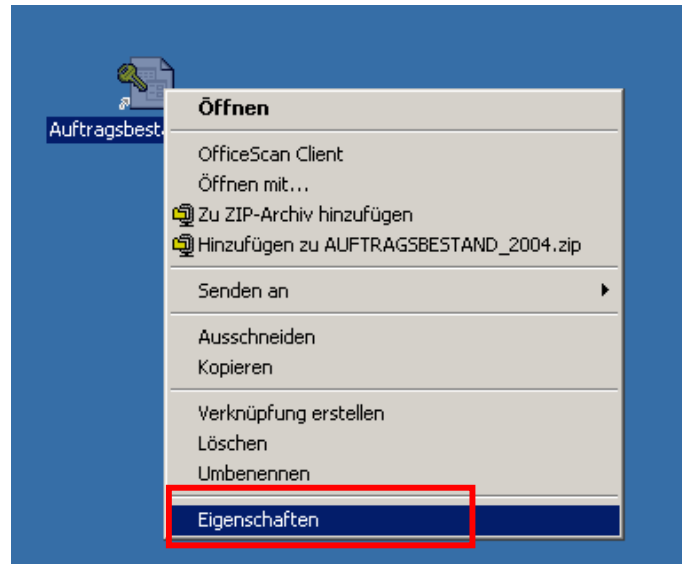 Auftragsbest
Öffnen
OfficeScan Client
Öffnen mit...
Zu ZIP-Archiv hinzufügen
Hinzufügen zu AUFTRAGSBESTAND_2004.zip
Senden an
Ausschneiden
Kopieren
Verknüpfung erstellen
Löschen
Umbenennen
Eigenschaften